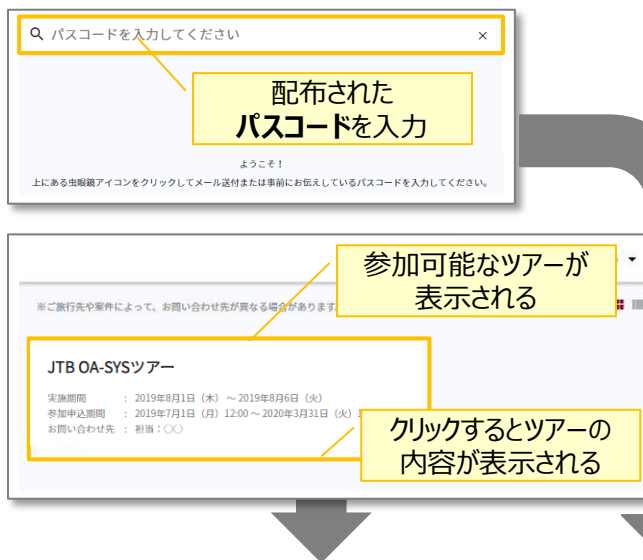 パスコードを入力してください ×
配布された
パスコードを入力
ようこそ！
上にある虫眼鏡アイコンをクリックしてメール送付または事前にお伝えしているパスコードを入力してください。
参加可能なツアーが
表示される
※ご旅行先や案件によって、お問い合わせ先が異なる場合があります
JTB OA-SYSツアー
実施期間 ： 2019年8月1日（木）～2019年8月6日（火）
参加申込期間 ： 2019年7月1日（月）12:00～2020年3月31日（火）
お問い合わせ先 ： 担当：○○
クリックするとツアーの
内容が表示される